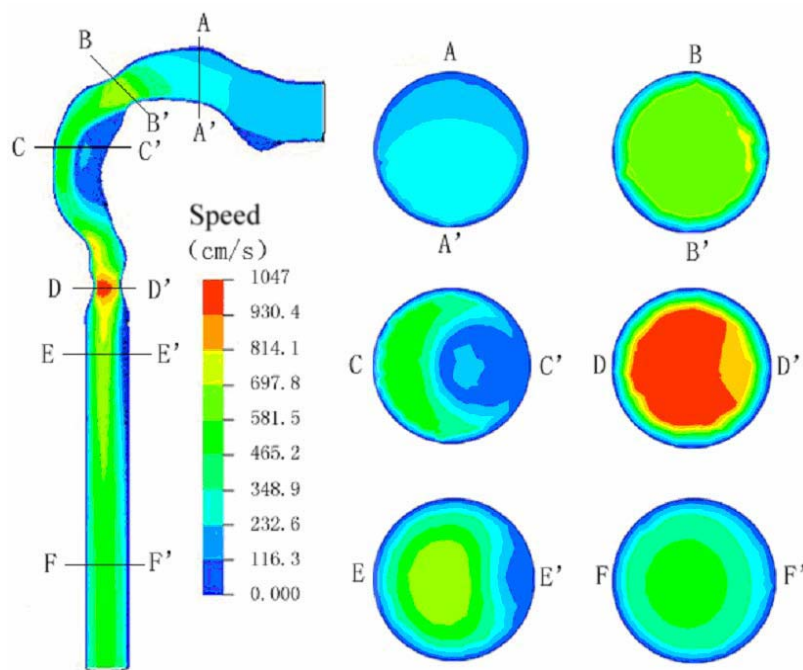 A
B
B'
A'
C
C'
Speed
(cm/s)
1047
930.4
814.1
697.8
581.5
465.2
348.9
232.6
116.3
0.000
D
D'
E
E'
F
F'
A
A'
B
B'
C
C'
D
D'
E
E'
F
F'